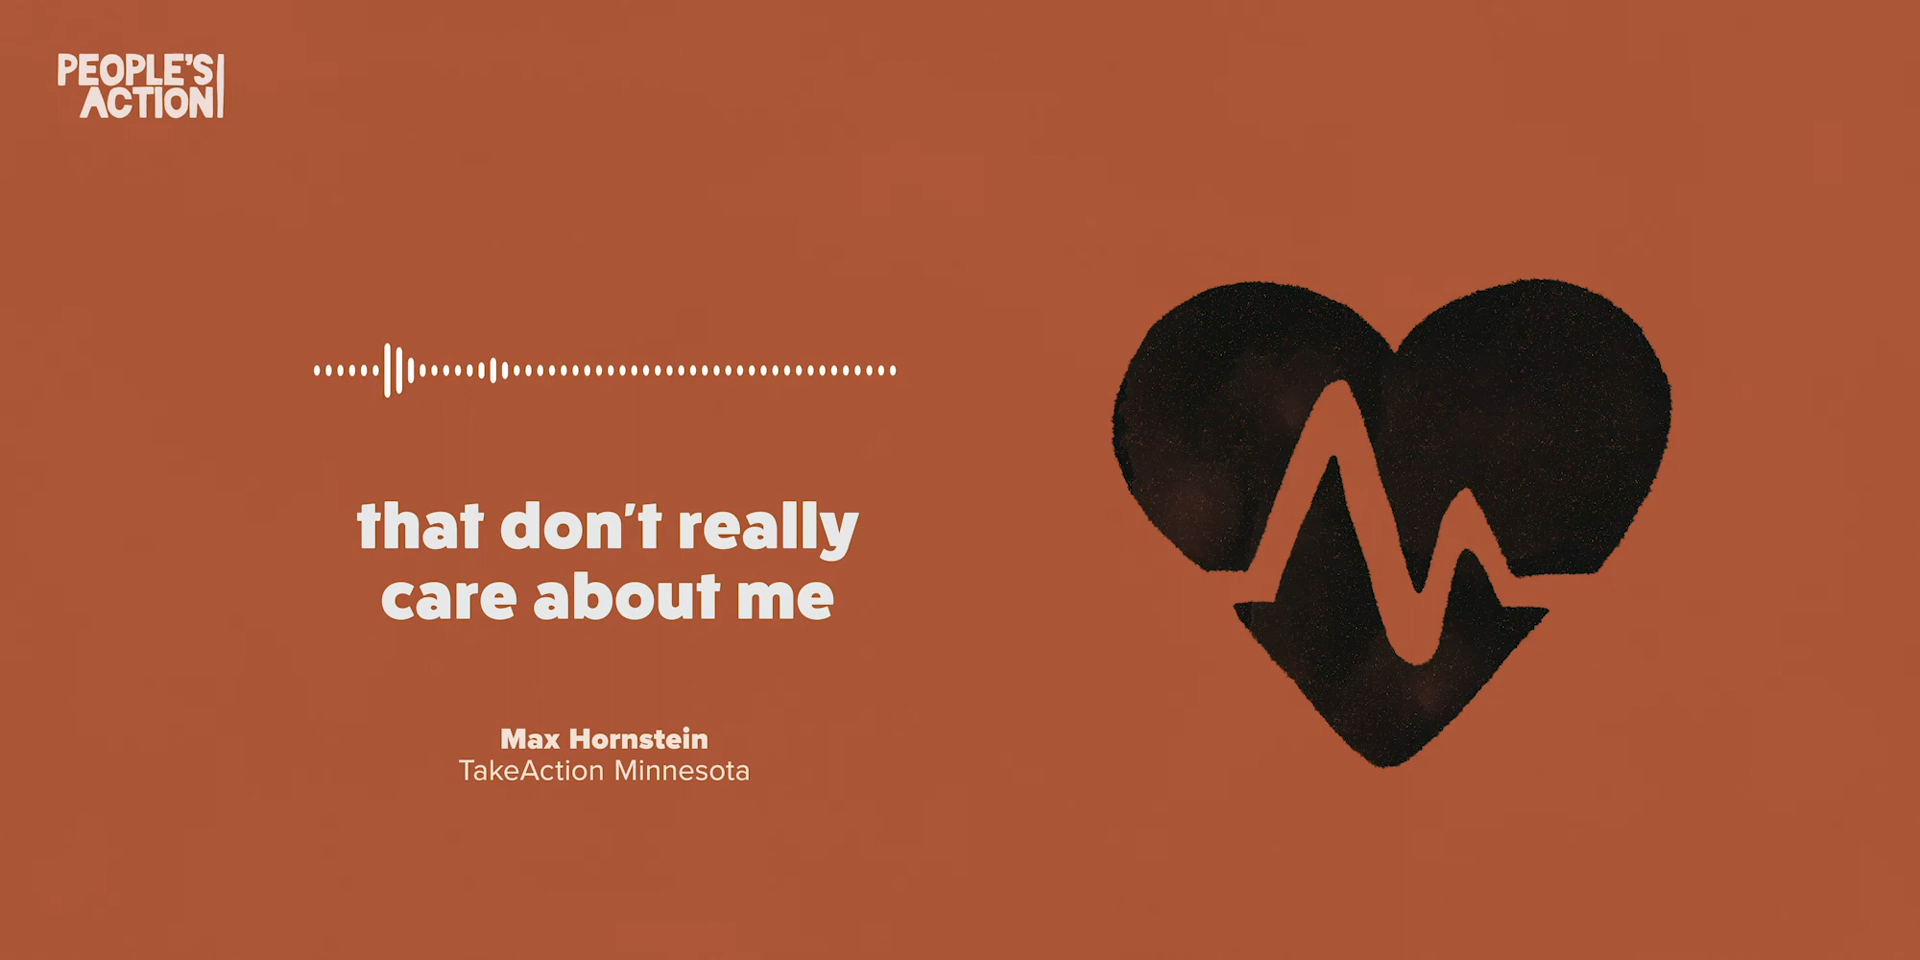 PEOPLE'S
ACTION
that don't really
care about me
Max Hornstein
TakeAction Minnesota